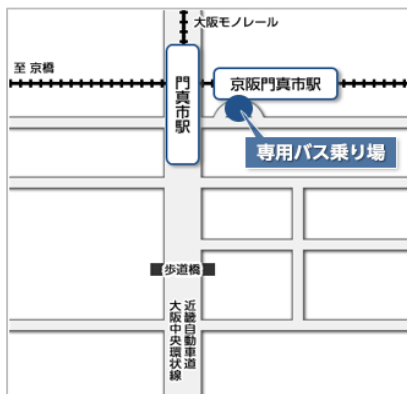 大阪モノレール
至 京橋
京阪門真市駅
門真市駅
専用バス乗り場
歩道橋
近畿自動車道
大阪中央環状線